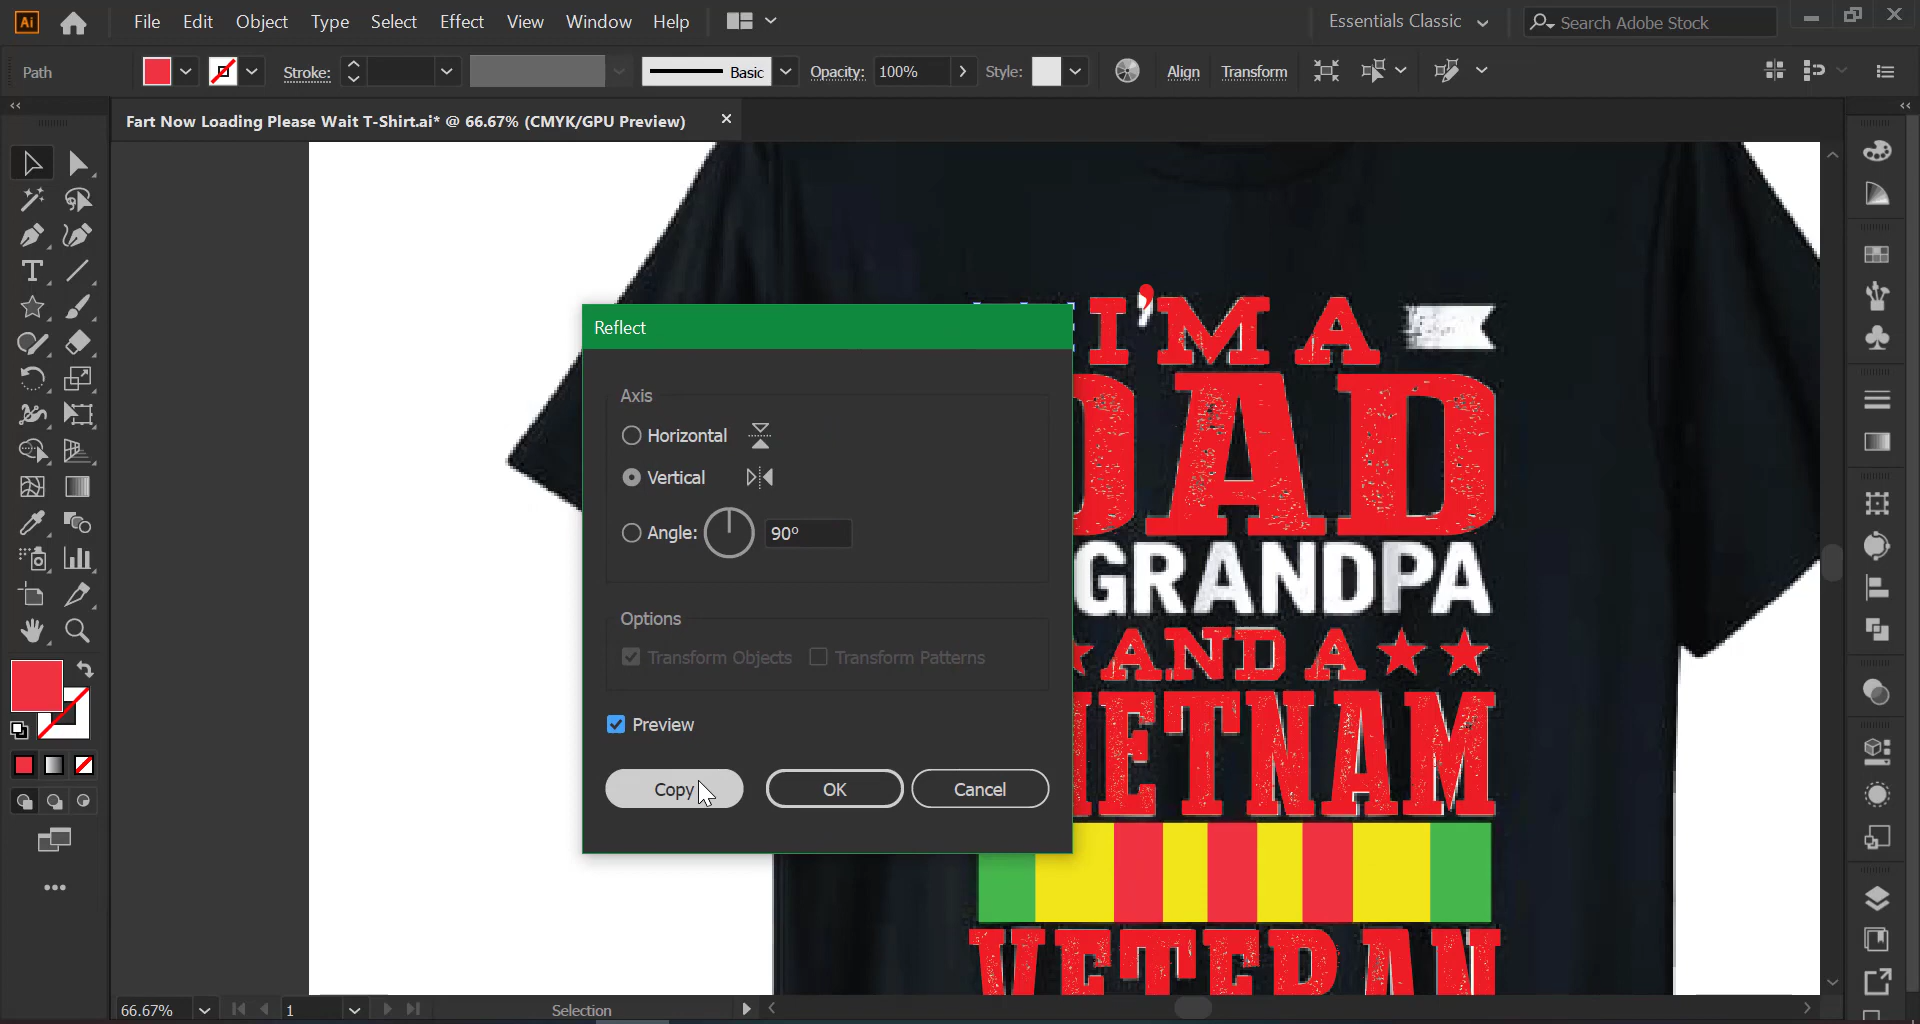 Ai File Edit Object Type Select Effect View Window Help Essentials Classic Search Adobe Stock
Path Stroke: Basic Opacity: 100% Style: Align Transform
Fart Now Loading Please Wait T-Shirt.ai* @ 66.67% (CMYK/GPU Preview)
Reflect
Axis
Horizontal
Vertical
Angle: 90°
Options
Transform Objects Transform Patterns
Preview
Copy OK Cancel
I'M A
DAD
GRANDPA
AND A
IETNAM
VETERAN
66.67% 1 Selection